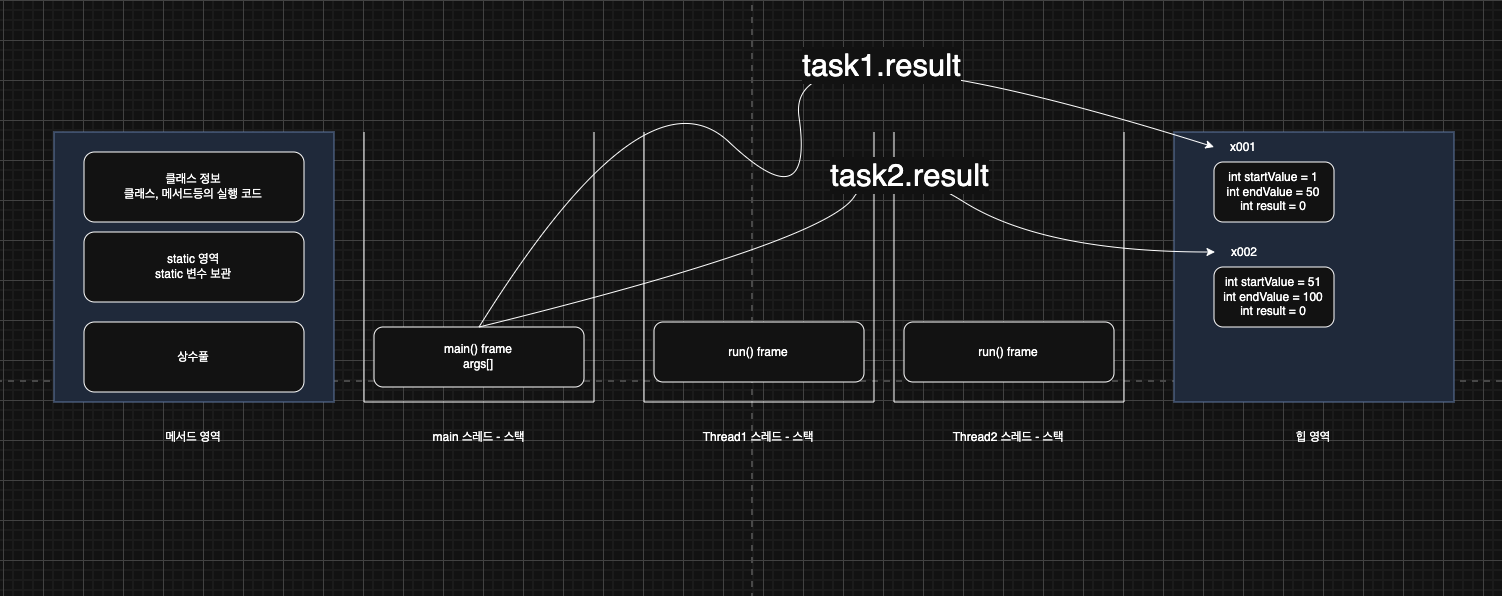 task1.result
task2.result
클래스 정보
클래스, 메서드등의 실행 코드
static 영역
static 변수 보관
상수풀
메서드 영역
main() frame
args[]
main 스레드 - 스택
run() frame
Thread1 스레드 - 스택
run() frame
Thread2 스레드 - 스택
x001
int startValue = 1
int endValue = 50
int result = 0
x002
int startValue = 51
int endValue = 100
int result = 0
힙 영역